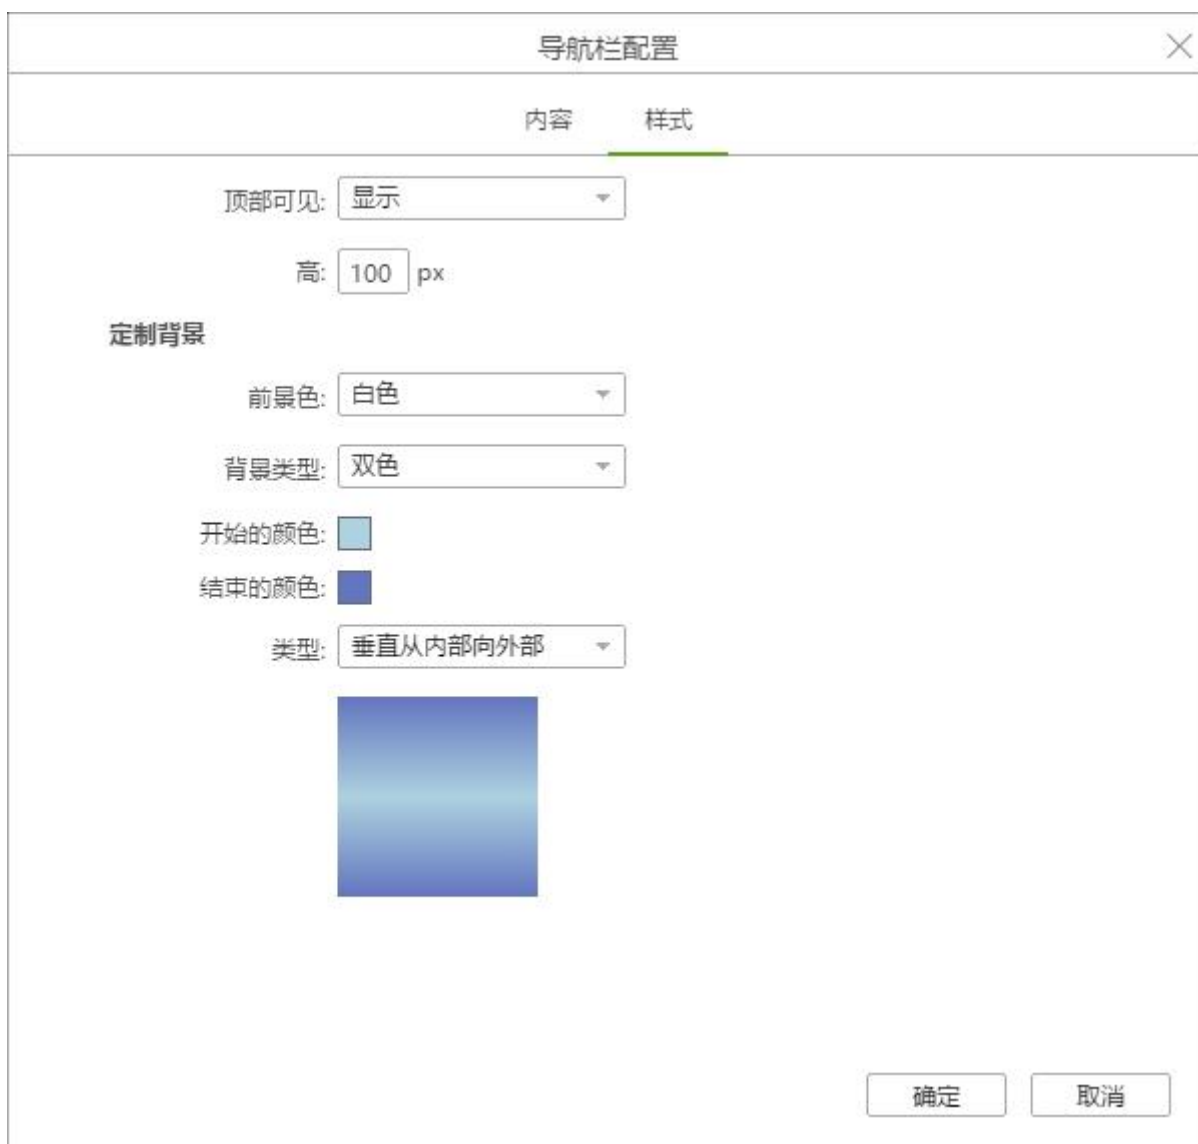 导航栏配置
内容 样式
顶部可见: 显示
高: 100 px
定制背景
前景色: 白色
背景类型: 双色
开始的颜色:
结束的颜色:
类型: 垂直从内部向外部
确定 取消